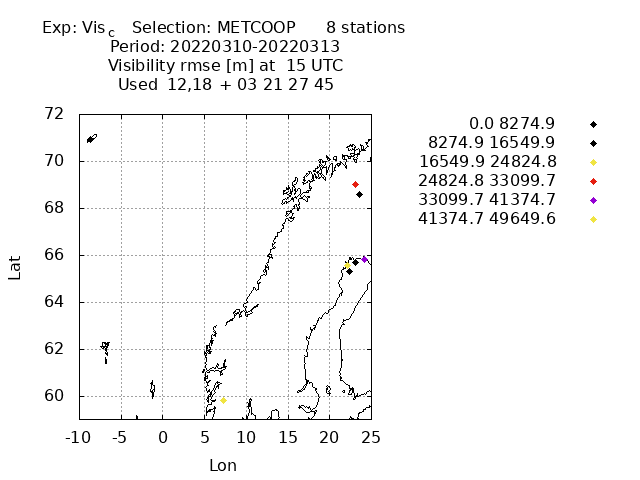 Exp: Vis c Selection: METCOOP 8 stations
Period: 20220310-20220313
Visibility rmse [m] at 15 UTC
Used 12,18 + 03 21 27 45
0.0 8274.9
8274.9 16549.9
16549.9 24824.8
24824.8 33099.7
33099.7 41374.7
41374.7 49649.6
72
70
68
66
64
62
60
Lat
-10 -5 0 5 10 15 20 25
Lon